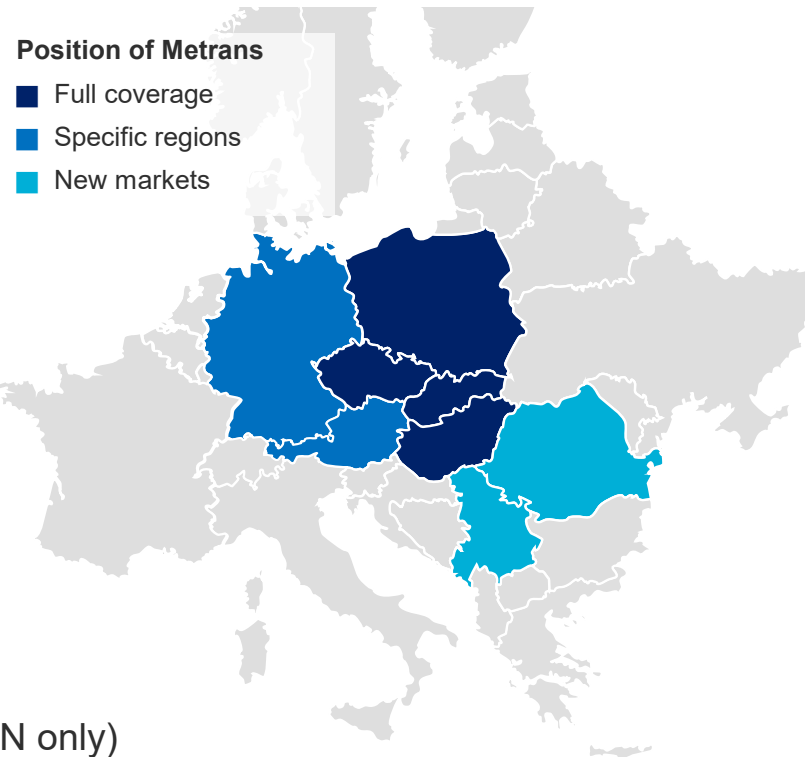 Position of Metrans
Full coverage
Specific regions
New markets
N only)